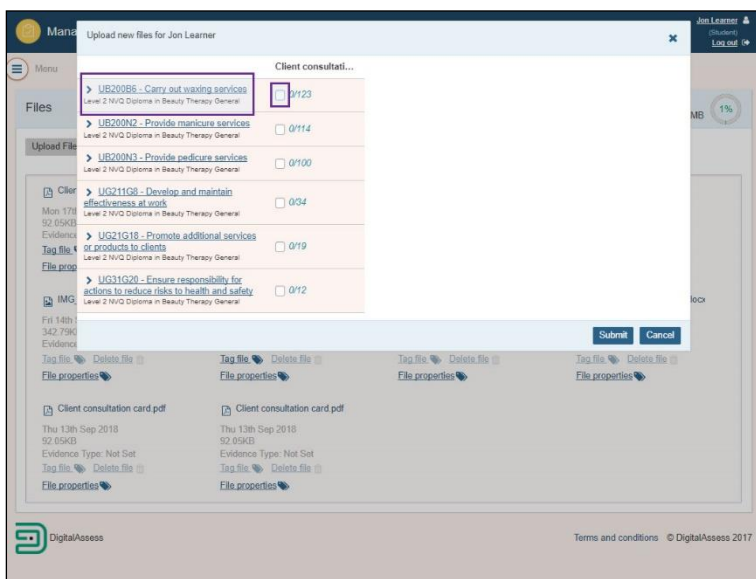 Mana
Upload new files for Jon Learner
Jon Learner
(Student)
Log out
Menu
Client consultati...
UB200B6 - Carry out waxing services
Level 2 NVQ Diploma in Beauty Therapy General
0/123
Files
MB
1%
UB200N2 - Provide manicure services
Level 2 NVQ Diploma in Beauty Therapy General
0/114
Upload File
UB200N3 - Provide pedicure services
Level 2 NVQ Diploma in Beauty Therapy General
0/100
UG211G8 - Develop and maintain
effectiveness at work
Level 2 NVQ Diploma in Beauty Therapy General
0/34
Clier
Mon 17th
92.05KB
Evidence
Tag file
File prop
UG21G18 - Promote additional services
or products to clients
Level 2 NVQ Diploma in Beauty Therapy General
0/19
UG31G20 - Ensure responsibility for
actions to reduce risks to health and safety
Level 2 NVQ Diploma in Beauty Therapy General
0/12
IMG_
Fri 14th
342.79K
Evidence
Submit
Cancel
Tag file Delete file
File properties
Tag file Delete file
File properties
Tag file Delete file
File properties
Tag file Delete file
File properties
Client consultation card.pdf
Thu 13th Sep 2018
92.05KB
Evidence Type: Not Set
Tag file Delete file
File properties
Client consultation card.pdf
Thu 13th Sep 2018
92.05KB
Evidence Type: Not Set
Tag file Delete file
File properties
DigitalAssess
Terms and conditions © DigitalAssess 2017